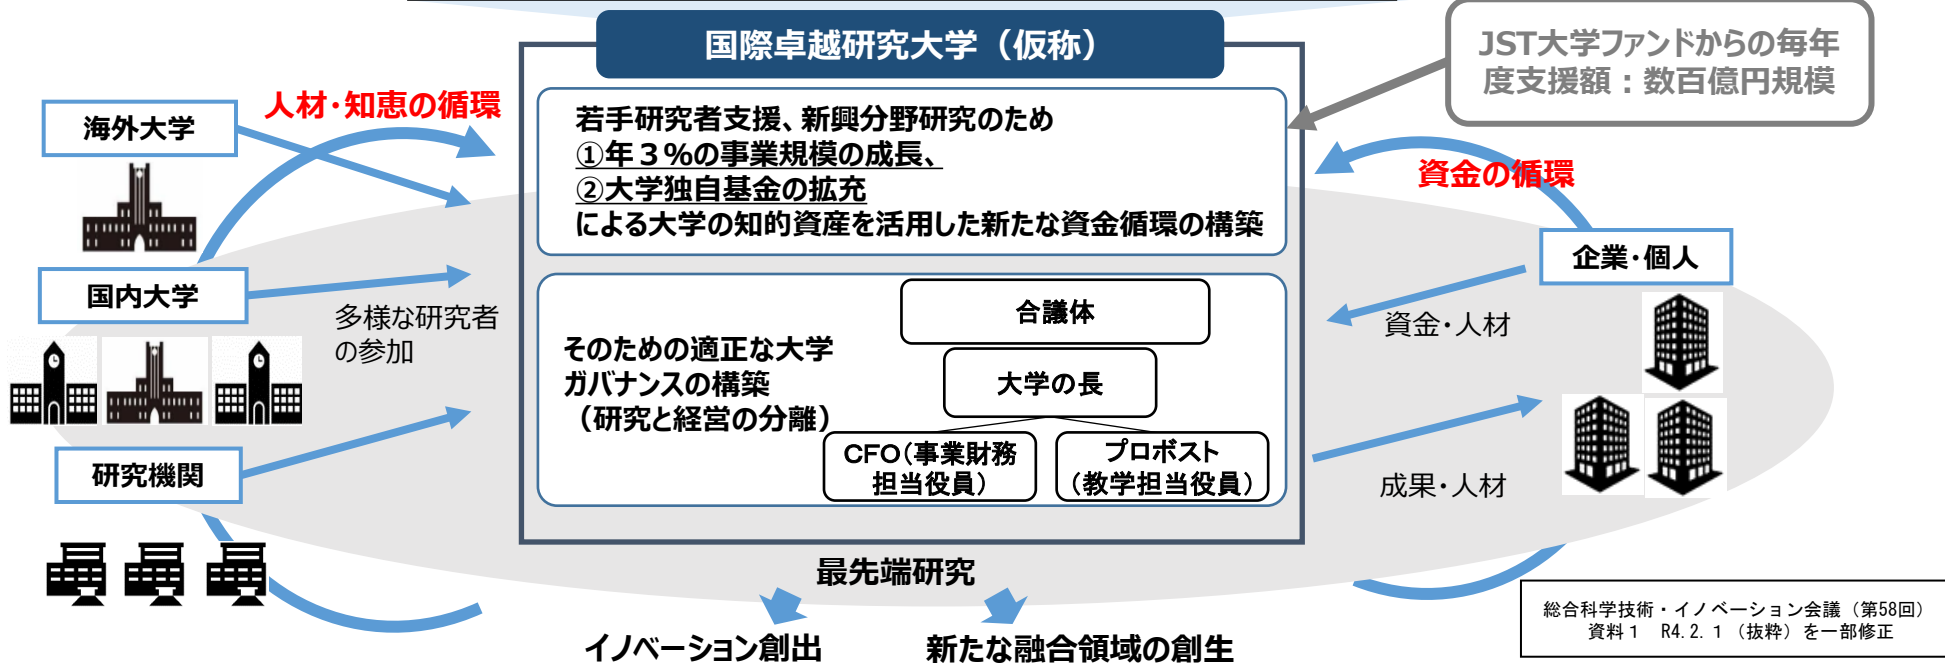 国際卓越研究大学（仮称）
JST大学ファンドからの毎年
度支援額：数百億円規模
人材・知恵の循環
海外大学
若手研究者支援、新興分野研究のため
①年３％の事業規模の成長、
②大学独自基金の拡充
による大学の知的資産を活用した新たな資金循環の構築
資金の循環
企業・個人
国内大学
多様な研究者
の参加
合議体
資金・人材
そのための適正な大学
ガバナンスの構築
（研究と経営の分離）
大学の長
CFO（事業財務
担当役員）
プロボスト
（教学担当役員）
研究機関
成果・人材
最先端研究
イノベーション創出
新たな融合領域の創生
総合科学技術・イノベーション会議（第58回）
資料１　R4.2.１（抜粋）を一部修正